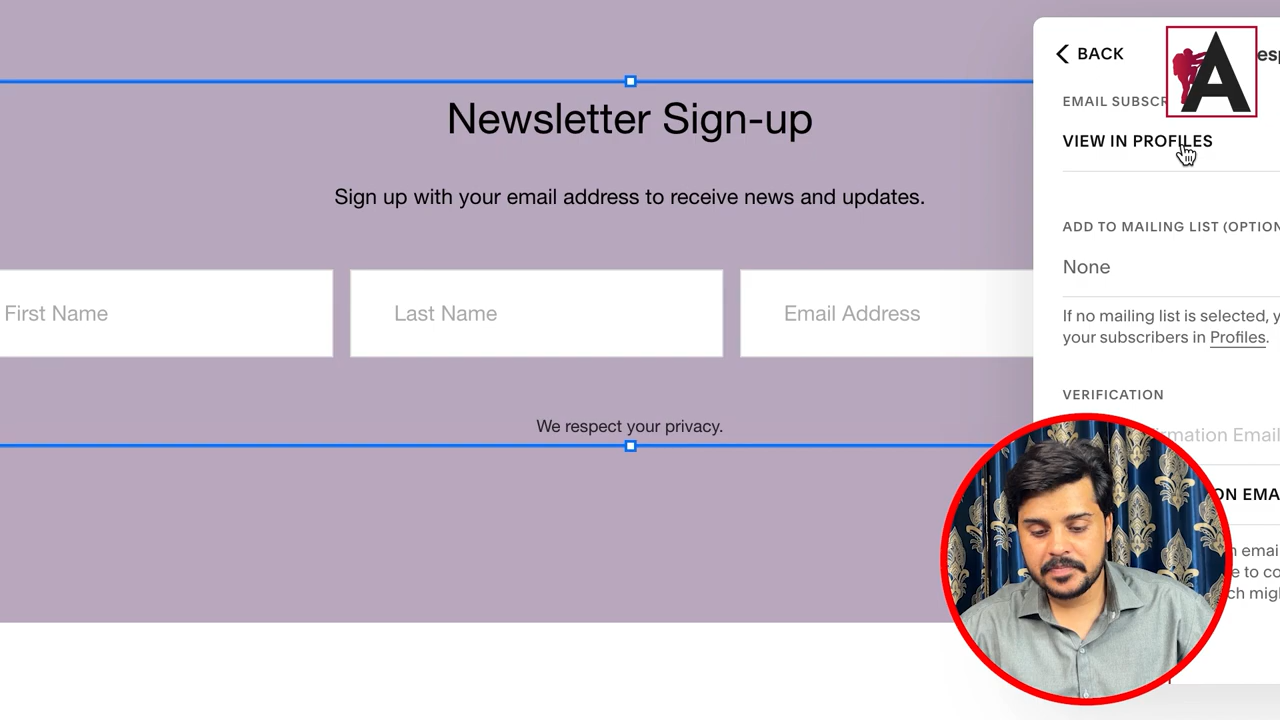 BACK
A
EMAIL
VIEW IN PROFILES
Newsletter Sign-up
Sign up with your email address to receive news and updates.
First Name
Last Name
Email Address
We respect your privacy.
ADD TO MAILING LIST
None
If no mailing list is selected,
your subscribers in Profiles.
VERIFICATION
Email
ON